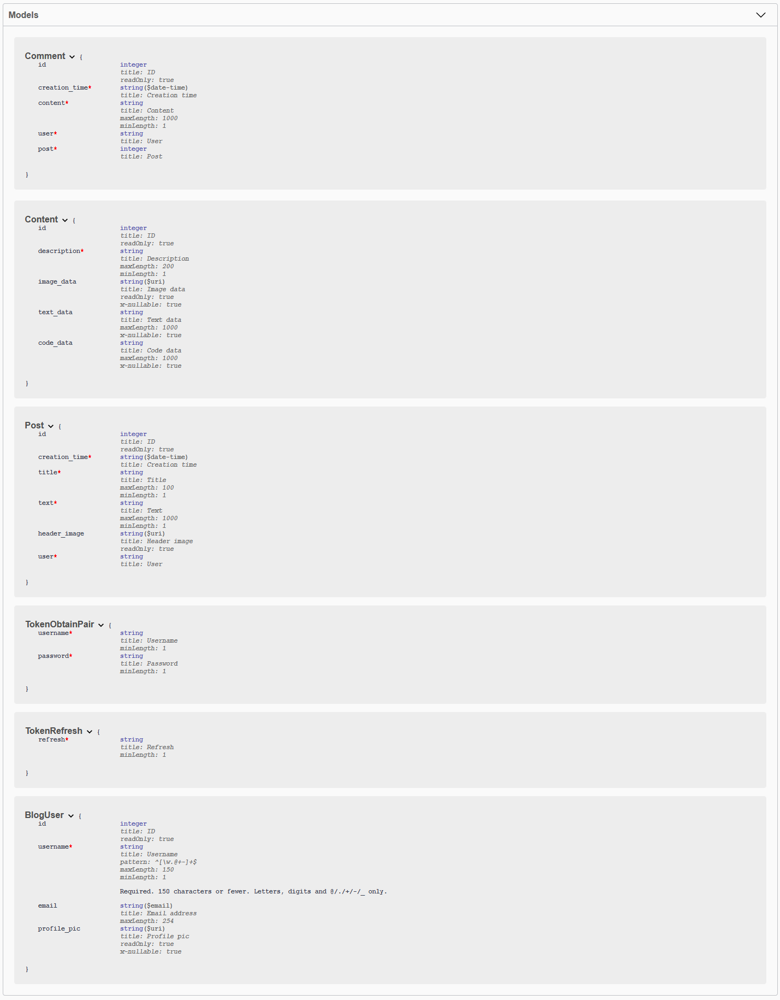 Models
Comment {
id integer
title: ID
readOnly: true
creation_time* string($date-time)
title: Creation time
content* string
title: Content
maxLength: 1000
minLength: 1
user* string
title: User
post* integer
title: Post
}
Content {
id integer
title: ID
readOnly: true
description* string
title: Description
maxLength: 200
minLength: 1
image_data string($uri)
title: Image data
readOnly: true
x-nullable: true
text_data string
title: Text data
maxLength: 1000
x-nullable: true
code_data string
title: Code data
maxLength: 1000
x-nullable: true
}
Post {
id integer
title: ID
readOnly: true
creation_time* string($date-time)
title: Creation time
title* string
title: Title
maxLength: 100
minLength: 1
text* string
title: Text
maxLength: 1000
minLength: 1
header_image string($uri)
title: Header image
readOnly: true
user* string
title: User
}
TokenObtainPair {
username* string
title: Username
minLength: 1
password* string
title: Password
minLength: 1
}
TokenRefresh {
refresh* string
title: Refresh
minLength: 1
}
BlogUser {
id integer
title: ID
readOnly: true
username* string
title: Username
pattern: ^[\w.@+-]+$
maxLength: 150
minLength: 1
Required. 150 characters or fewer. Letters, digits and @/./+/-/_ only.
email string($email)
title: Email address
maxLength: 254
profile_pic string($uri)
title: Profile pic
readOnly: true
x-nullable: true
}